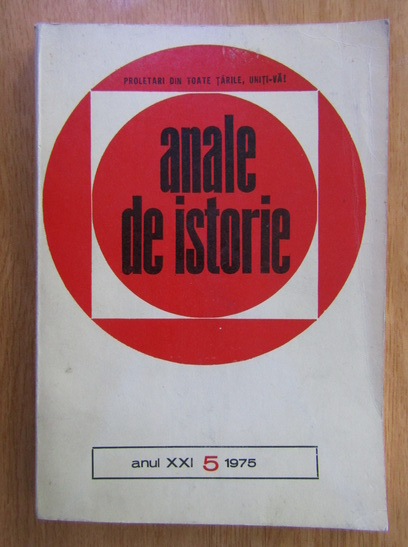 PROLETARI DIN TOATE ȚĂRILE, UNIȚI-VĂ!
anale
de istorie
anul XXI 5 1975